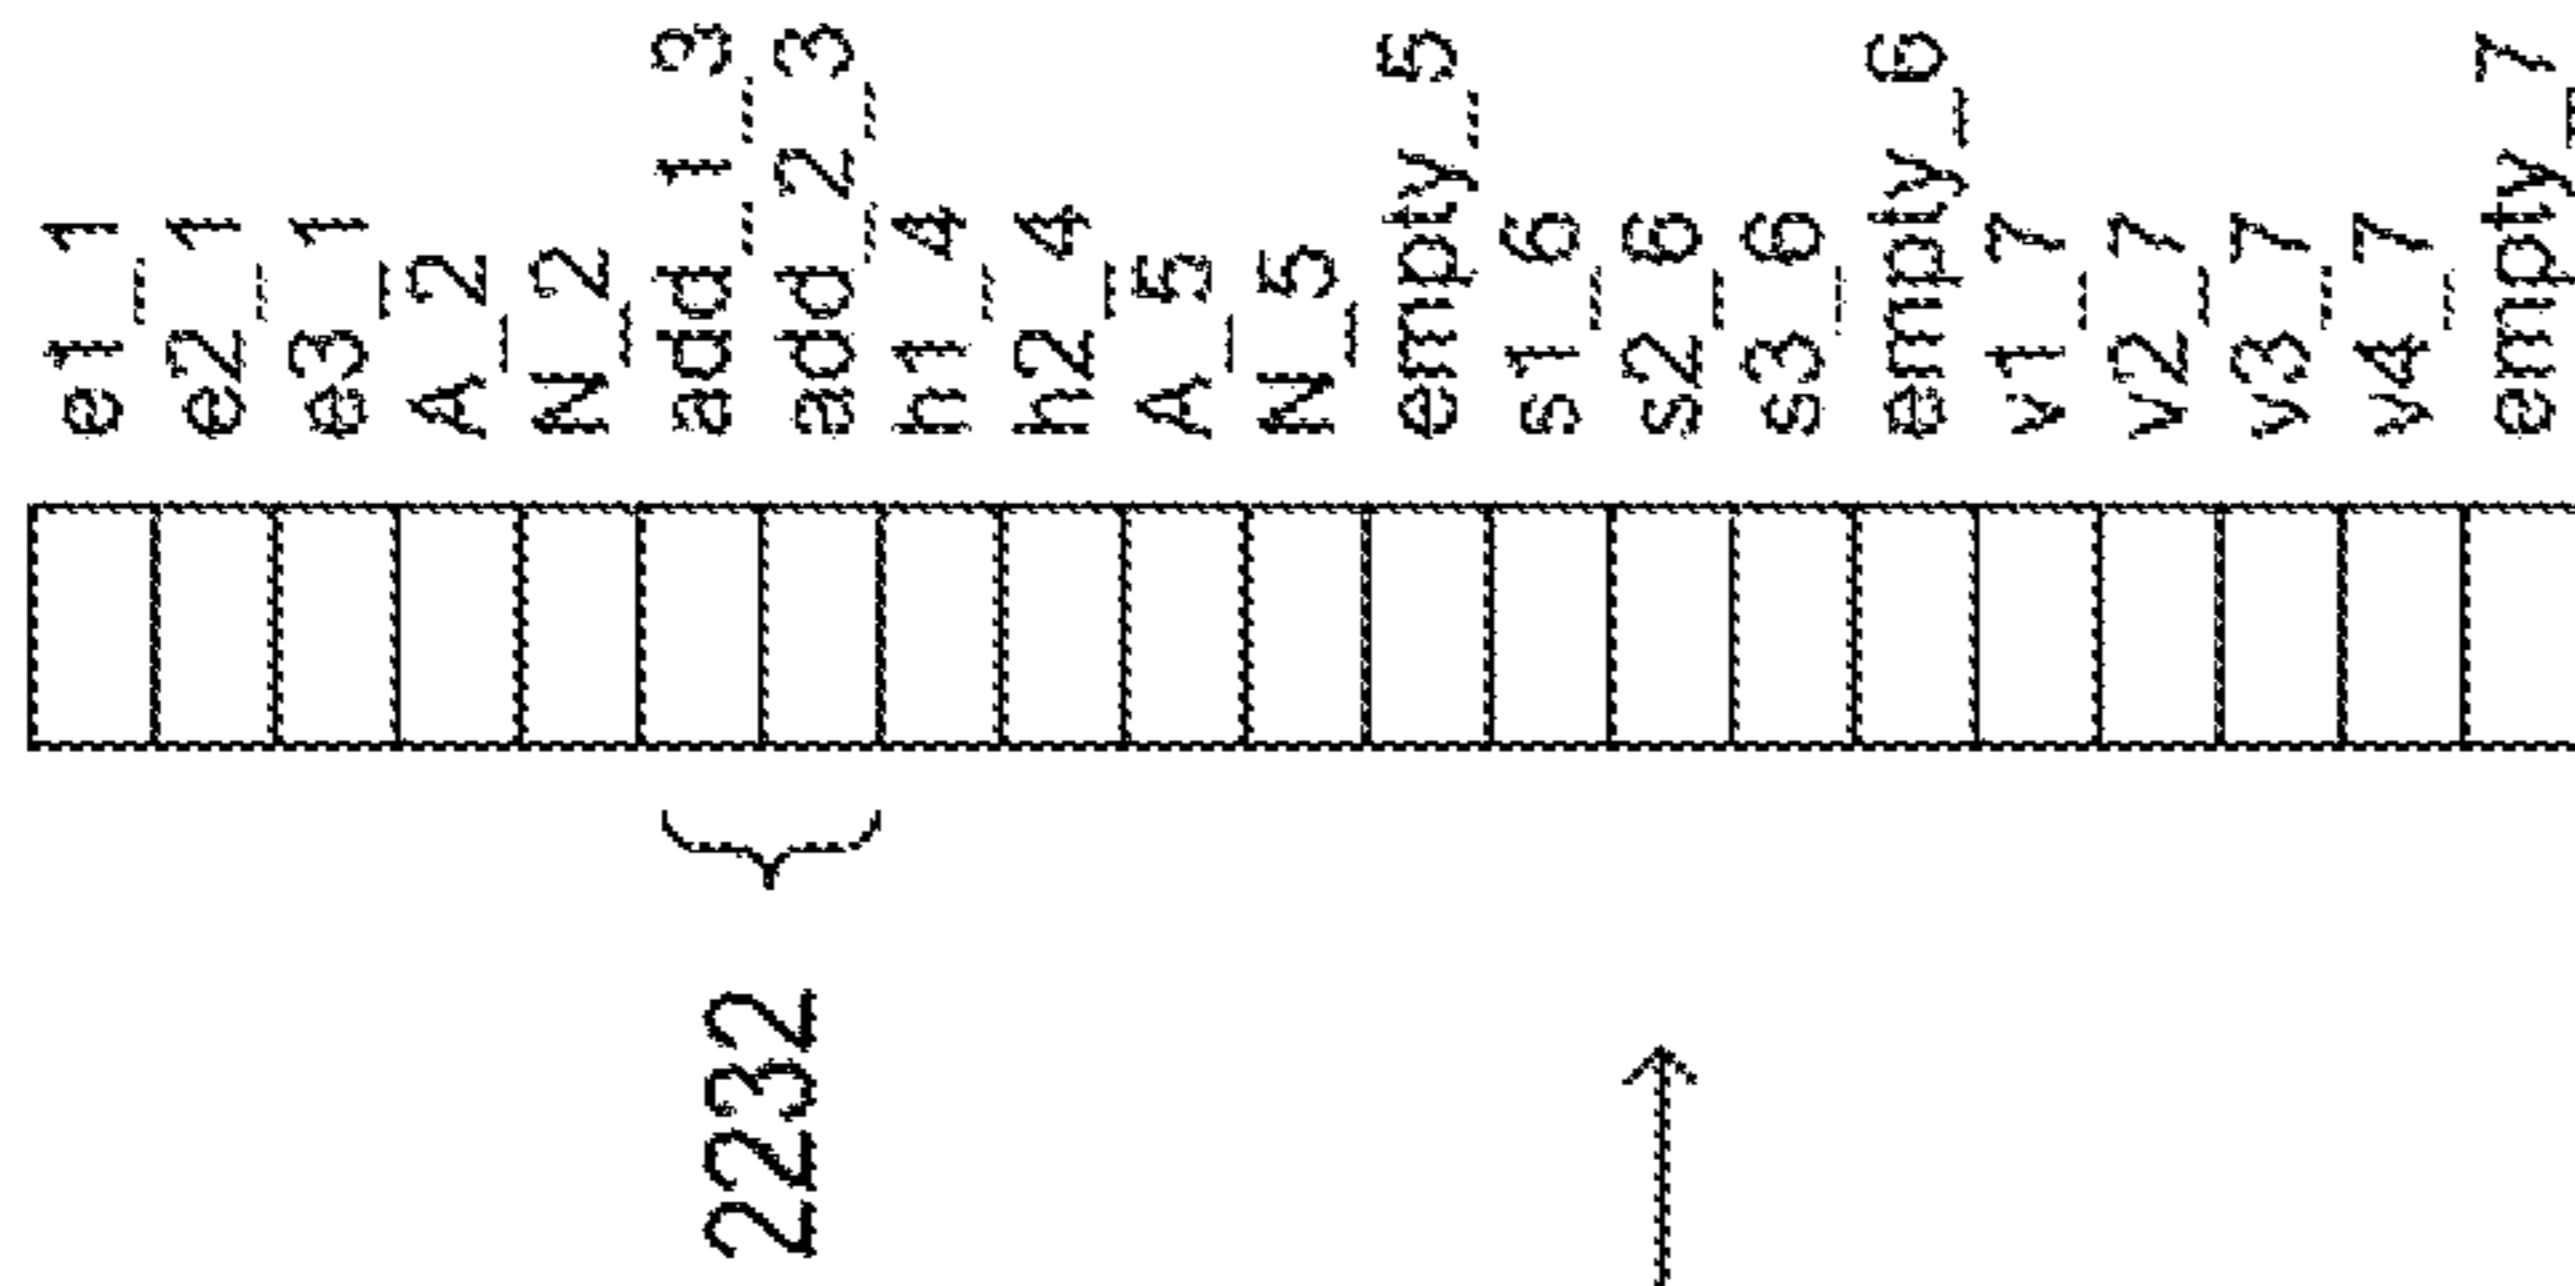 e1_1
e2_1
e3_1
A_2
N_2
add_1_3
add_2_3
h1_4
h2_4
A_5
N_5
empty_5
s1_6
s2_6
s3_6
empty_6
v1_7
v2_7
v3_7
v4_7
empty_7
2232